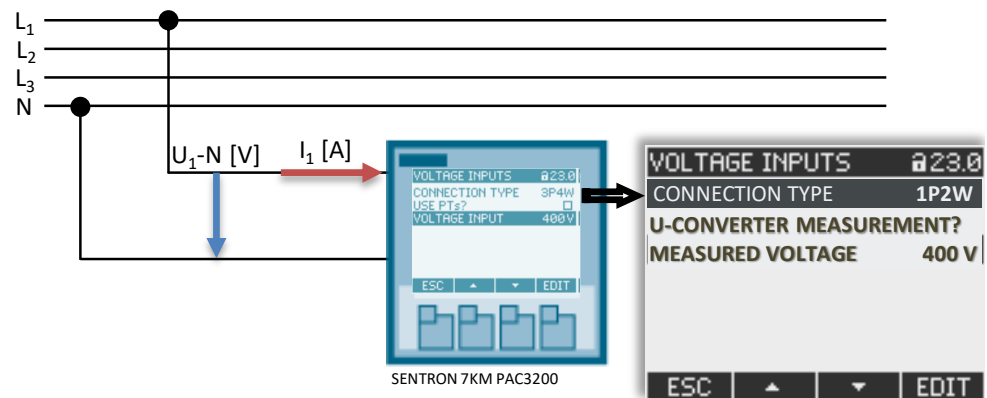 L1
L2
L3
N
U1-N [V]
I1 [A]
VOLTAGE INPUTS 23.0
CONNECTION TYPE 3P4W
USE PTs?
VOLTAGE INPUT 400V
ESC EDIT
SENTRON 7KM PAC3200
VOLTAGE INPUTS 23.0
CONNECTION TYPE 1P2W
U-CONVERTER MEASUREMENT?
MEASURED VOLTAGE 400 V
ESC EDIT